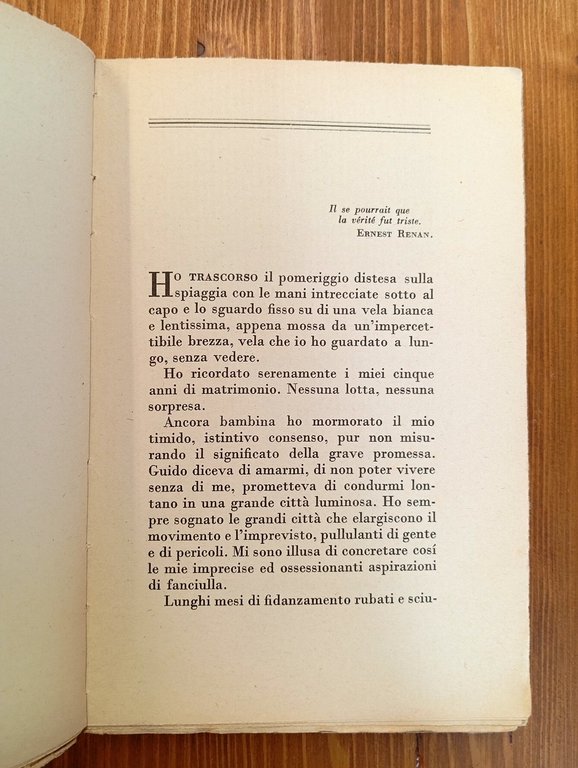 Il se pourrait que
la vérité fut triste.
ERNEST RENAN.
HO TRASCORSO il pomeriggio distesa sulla
spiaggia con le mani intrecciate sotto al
capo e lo sguardo fisso su di una vela bianca
e lentissima, appena mossa da un'impercet-
tibile brezza, vela che io ho guardato a lun-
go, senza vedere.
Ho ricordato serenamente i miei cinque
anni di matrimonio. Nessuna lotta, nessuna
sorpresa.
Ancora bambina ho mormorato il mio
timido, istintivo consenso, pur non misu-
rando il significato della grave promessa.
Guido diceva di amarmi, di non poter vivere
senza di me, prometteva di condurmi lon-
tano in una grande città luminosa. Ho sem-
pre sognato le grandi città che elargiscono il
movimento e l'imprevisto, pullulanti di gente
e di pericoli. Mi sono illusa di concretare cosí
le mie imprecise ed ossessionanti aspirazioni
di fanciulla.
Lunghi mesi di fidanzamento rubati e sciu-